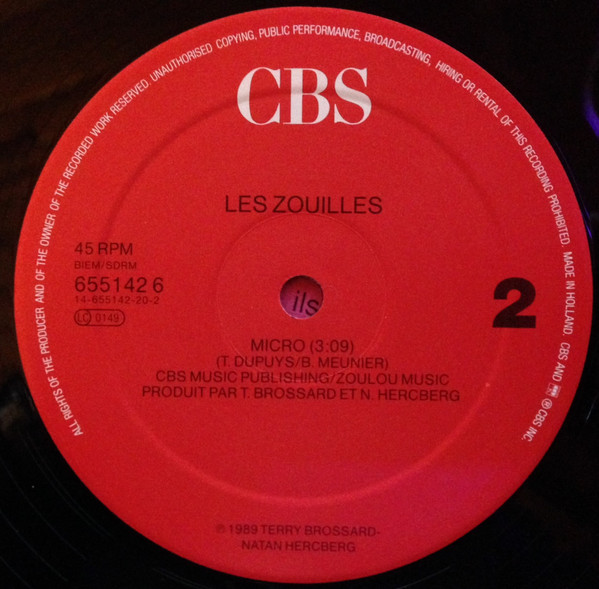 ALL RIGHTS OF THE PRODUCER AND OF THE OWNER OF THE RECORDED WORK RESERVED. UNAUTHORISED COPYING, PUBLIC PERFORMANCE, BROADCASTING, HIRING OR RENTAL OF THIS RECORDING PROHIBITED. MADE IN HOLLAND. CBS AND ℗ CBS INC.
CBS
LES ZOUILLES
45 RPM
BIEM/SDRM
655142 6
14-655142-20-2
LC 0149
2
ils
MICRO (3:09)
(T. DUPUYS/B. MEUNIER)
CBS MUSIC PUBLISHING/ZOULOU MUSIC
PRODUIT PAR T. BROSSARD ET N. HERCBERG
℗ 1989 TERRY BROSSARD-
NATAN HERCBERG